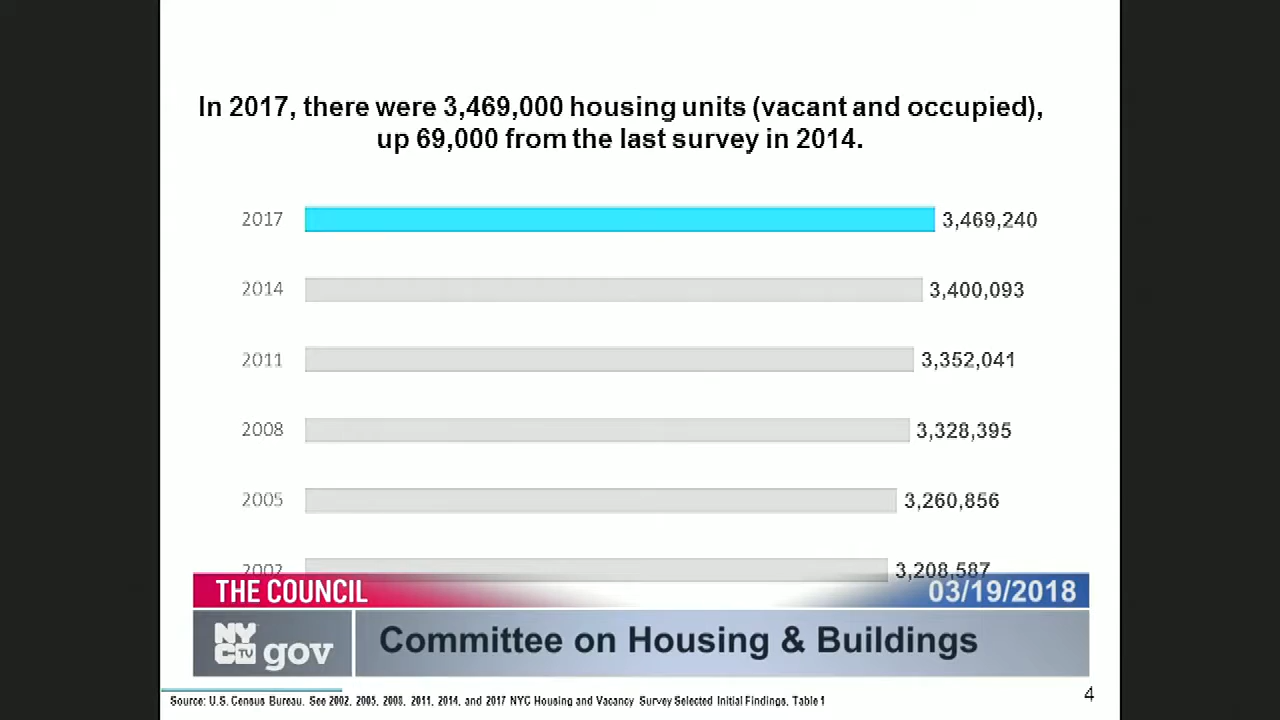 In 2017, there were 3,469,000 housing units (vacant and occupied),
up 69,000 from the last survey in 2014.
2017 3,469,240
2014 3,400,093
2011 3,352,041
2008 3,328,395
2005 3,260,856
2002 3,208,587
THE COUNCIL 03/19/2018
NYC TV gov Committee on Housing & Buildings
Source: U.S. Census Bureau. See 2002, 2005, 2008, 2011, 2014, and 2017 NYC Housing and Vacancy Survey Selected Initial Findings, Table 1
4